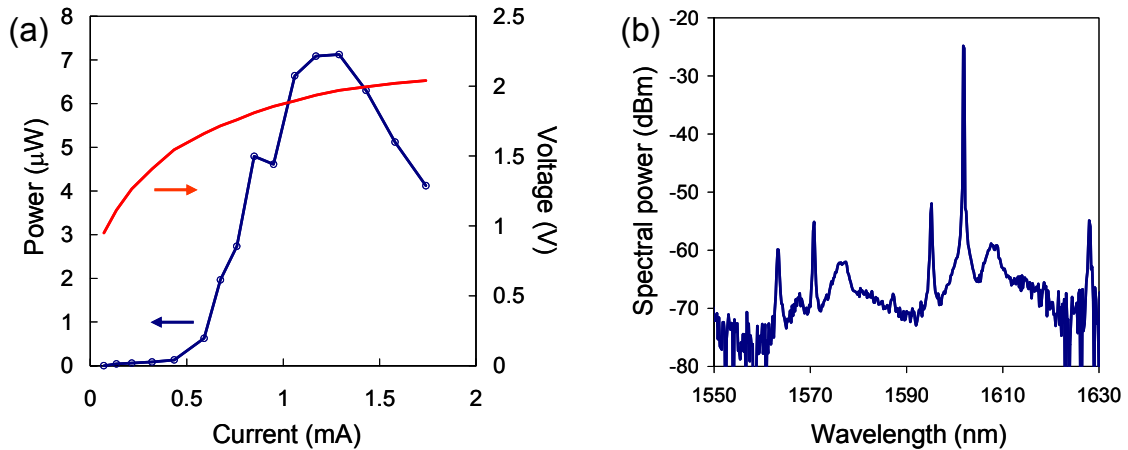 (a)
8
7
6
5
4
3
2
1
0
Power (μW)
2.5
2
1.5
1
0.5
0
Voltage (V)
0 0.5 1 1.5 2
Current (mA)
(b)
-20
-30
-40
-50
-60
-70
-80
Spectral power (dBm)
1550 1570 1590 1610 1630
Wavelength (nm)